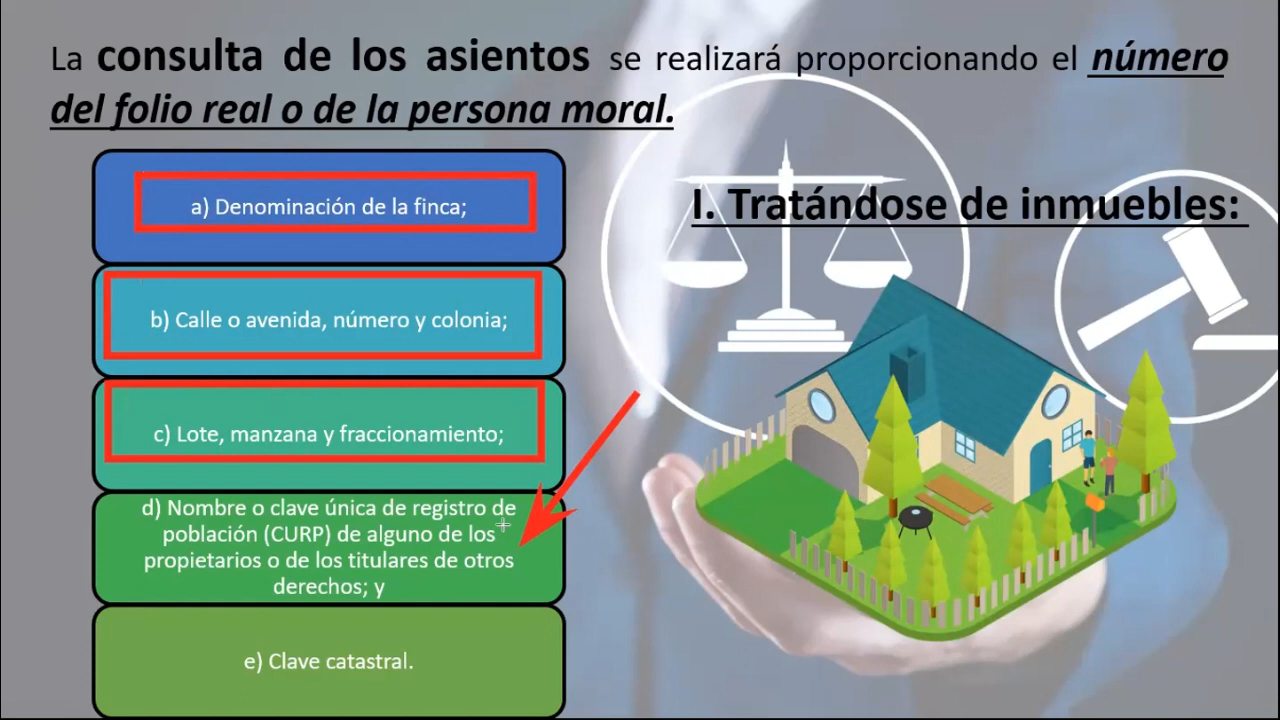 La consulta de los asientos se realizará proporcionando el número
del folio real o de la persona moral.
I. Tratándose de inmuebles:
a) Denominación de la finca;
b) Calle o avenida, número y colonia;
c) Lote, manzana y fraccionamiento;
d) Nombre o clave única de registro de
población (CURP) de alguno de los
propietarios o de los titulares de otros
derechos; y
e) Clave catastral.